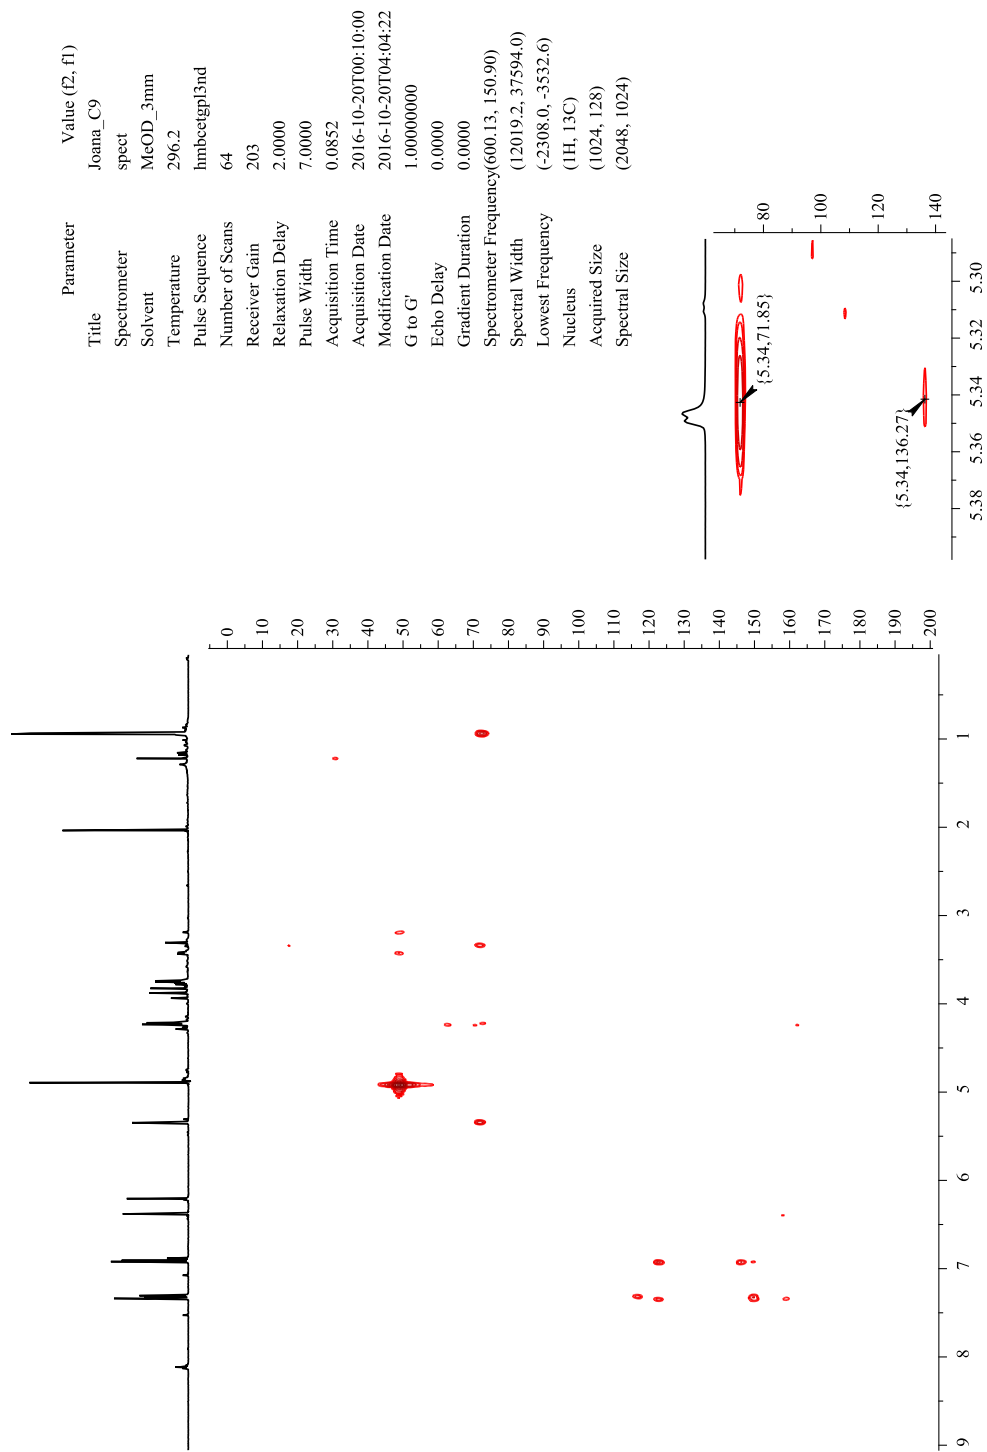 Parameter Value (f2, f1)
Title Joana_C9
Spectrometer spect
Solvent MeOD_3mm
Temperature 296.2
Pulse Sequence hmbcetgpl3nd
Number of Scans 64
Receiver Gain 203
Relaxation Delay 2.0000
Pulse Width 7.0000
Acquisition Time 0.0852
Acquisition Date 2016-10-20T00:10:00
Modification Date 2016-10-20T04:04:22
G to G' 1.00000000
Echo Delay 0.0000
Gradient Duration 0.0000
Spectrometer Frequency (600.13, 150.90)
Spectral Width (12019.2, 37594.0)
Lowest Frequency (-2308.0, -3532.6)
Nucleus (1H, 13C)
Acquired Size (1024, 128)
Spectral Size (2048, 1024)
{5.34,71.85}
{5.34,136.27}
80
100
120
140
5.38 5.36 5.34 5.32 5.30
0
10
20
30
40
50
60
70
80
90
100
110
120
130
140
150
160
170
180
190
200
9 8 7 6 5 4 3 2 1